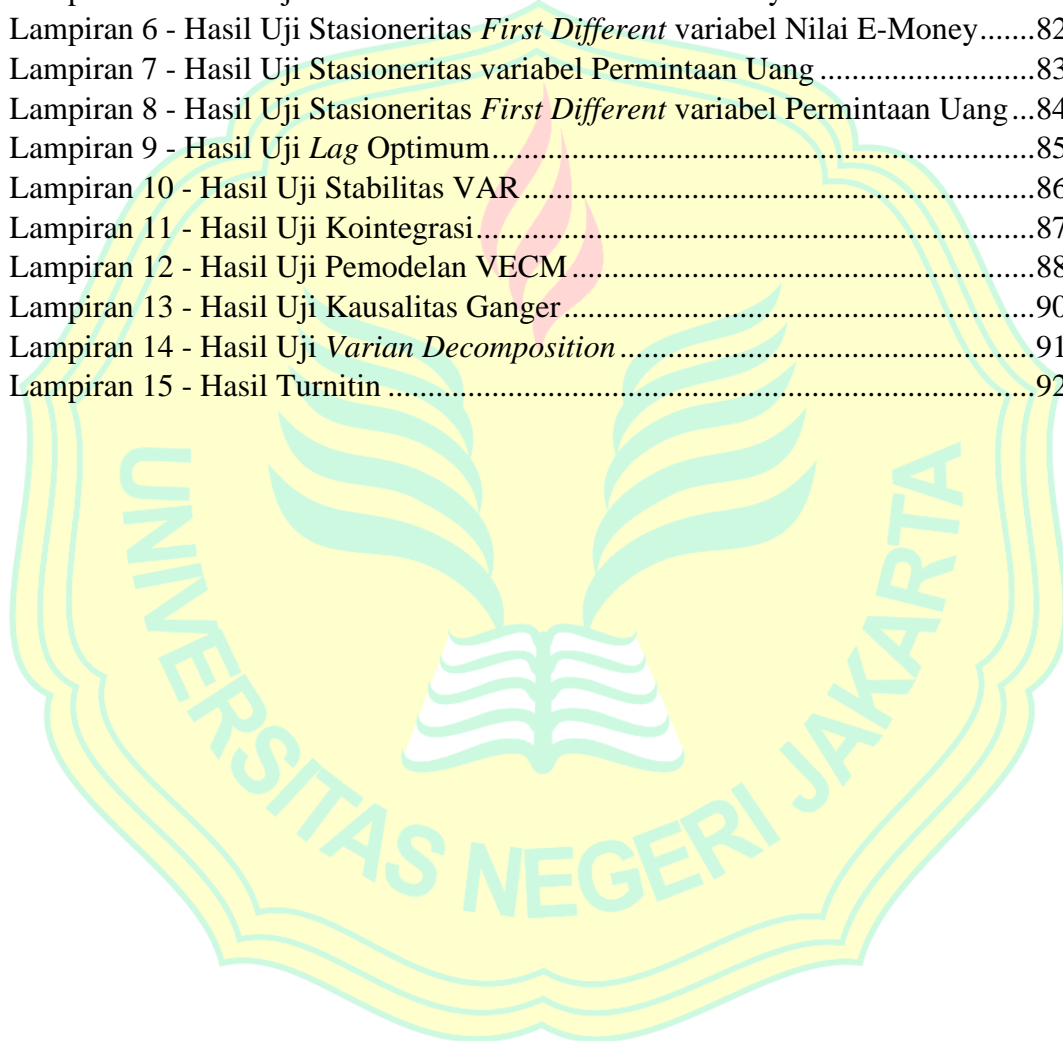 Lampiran 6 - Hasil Uji Stasioneritas First Different variabel Nilai E-Money.......82
Lampiran 7 - Hasil Uji Stasioneritas variabel Permintaan Uang ..........................83
Lampiran 8 - Hasil Uji Stasioneritas First Different variabel Permintaan Uang...84
Lampiran 9 - Hasil Uji Lag Optimum....................................................................85
Lampiran 10 - Hasil Uji Stabilitas VAR................................................................86
Lampiran 11 - Hasil Uji Kointegrasi......................................................................87
Lampiran 12 - Hasil Uji Pemodelan VECM..........................................................88
Lampiran 13 - Hasil Uji Kausalitas Ganger...........................................................90
Lampiran 14 - Hasil Uji Varian Decomposition....................................................91
Lampiran 15 - Hasil Turnitin .................................................................................92
UNIVERSITAS NEGERI JAKARTA